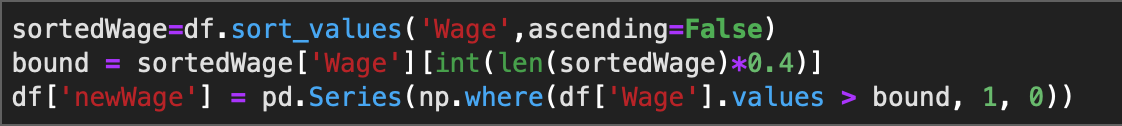 sortedWage=df.sort_values('Wage',ascending=False)
bound = sortedWage['Wage'][int(len(sortedWage)*0.4)]
df['newWage'] = pd.Series(np.where(df['Wage'].values > bound, 1, 0))